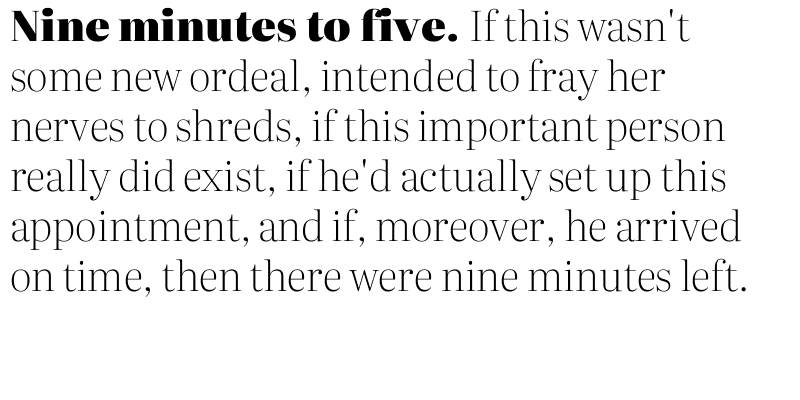 Nine minutes to five. If this wasn't
some new ordeal, intended to fray her
nerves to shreds, if this important person
really did exist, if he'd actually set up this
appointment, and if, moreover, he arrived
on time, then there were nine minutes left.